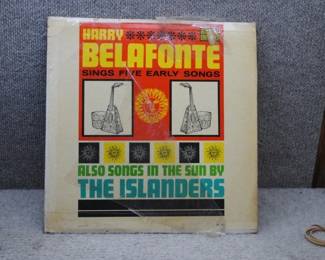 HARRY
BELAFONTE
SINGS FIVE EARLY SONGS
ALSO SONGS IN THE SUN BY
THE ISLANDERS